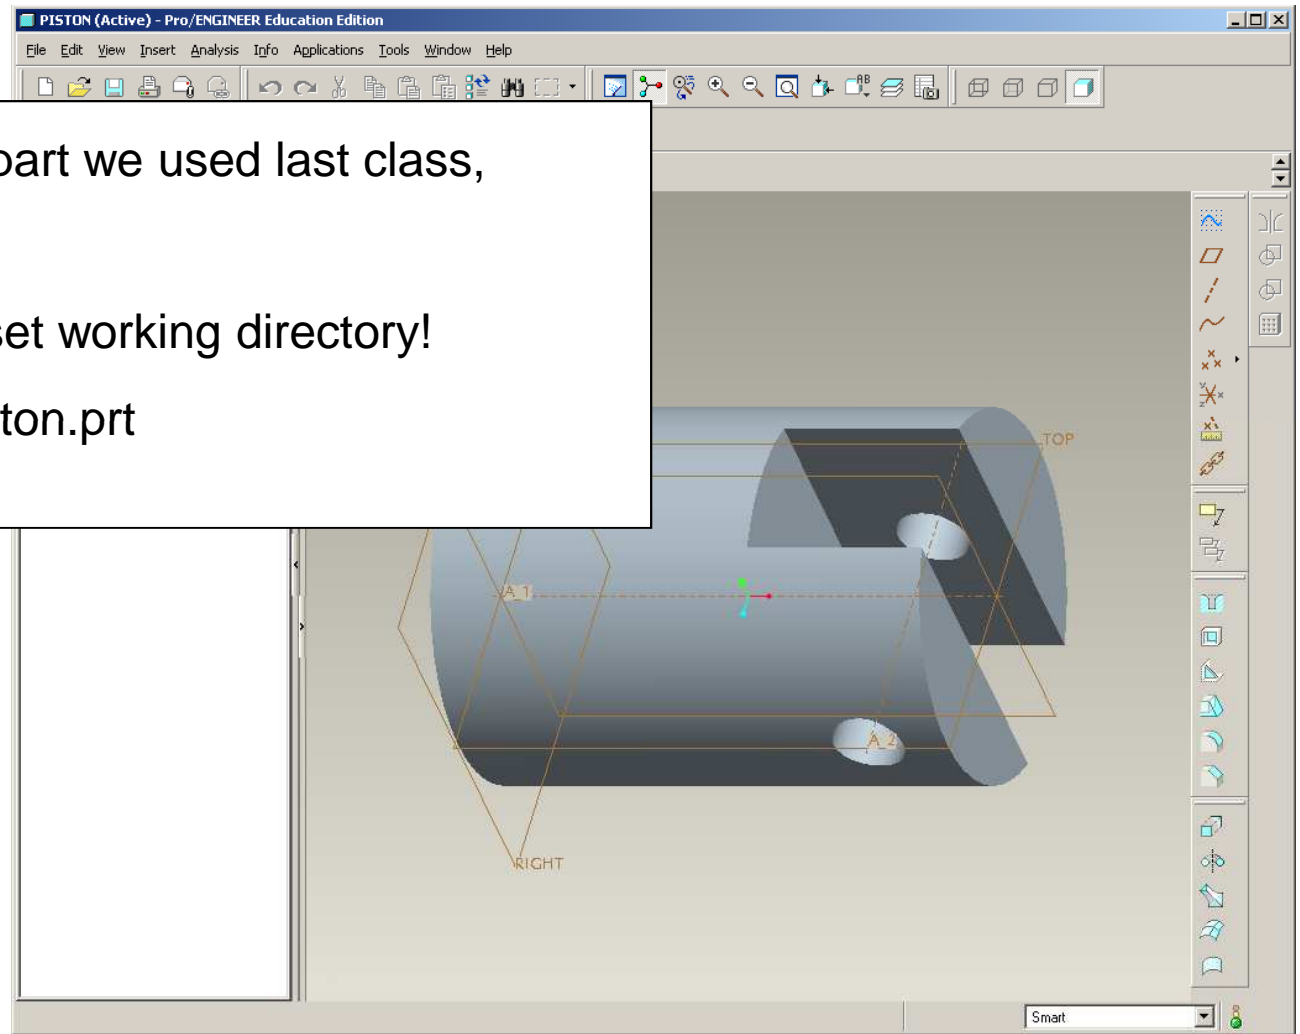 PISTON (Active) - Pro/ENGINEER Education Edition
File Edit View Insert Analysis Info Applications Tools Window Help
part we used last class,
set working directory!
ton.prt
TOP
A_1
A_2
RIGHT
Smart